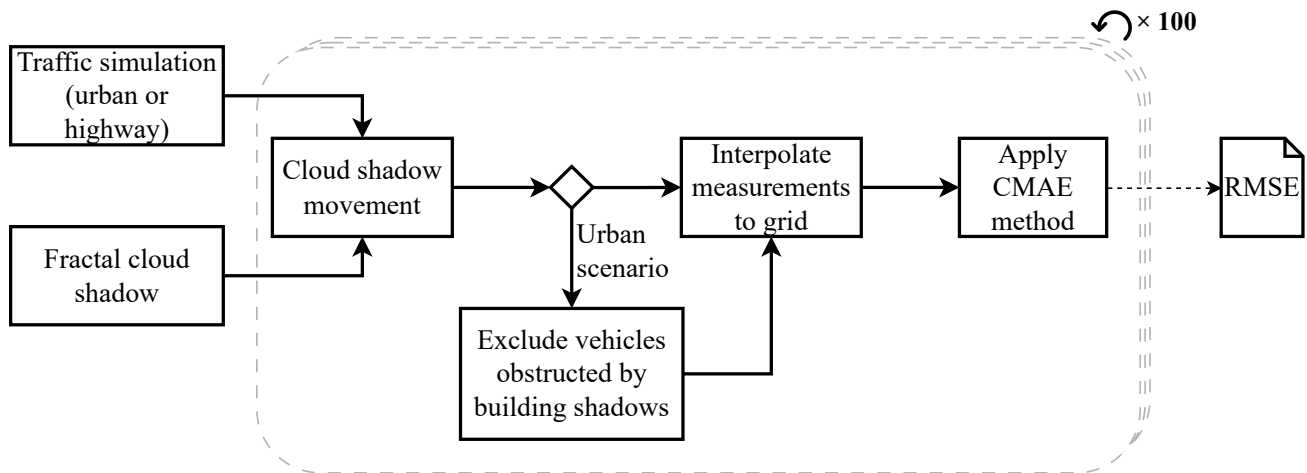 × 100
Traffic simulation
(urban or
highway)
Cloud shadow
movement
Interpolate
measurements
to grid
Apply
CMAE
method
RMSE
Fractal cloud
shadow
Urban
scenario
Exclude vehicles
obstructed by
building shadows